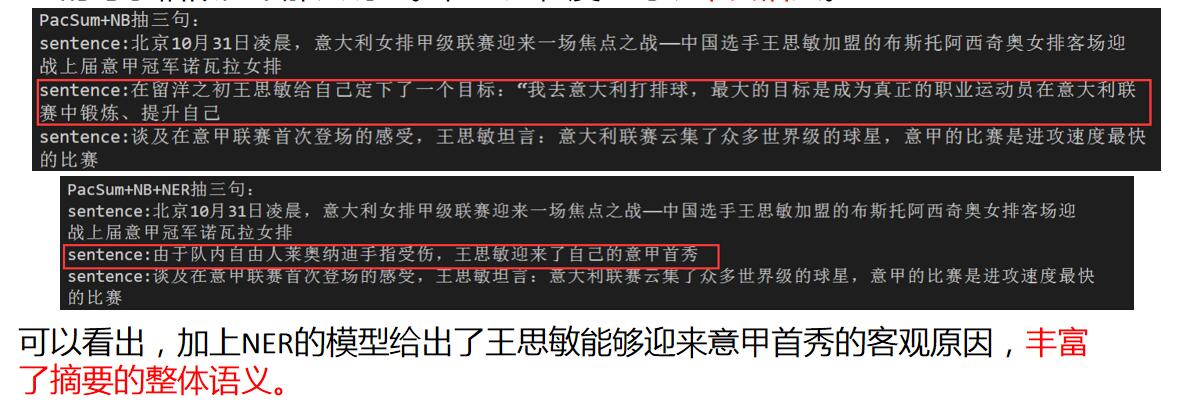 PacSum+NB抽三句:
sentence:北京10月31日凌晨，意大利女排甲级联赛迎来一场焦点之战——中国选手王思敏加盟的布斯托阿西奇奥女排客场迎
战上届意甲冠军诺瓦拉女排
sentence:在留洋之初王思敏给自己定下了一个目标：“我去意大利打排球，最大的目标是成为真正的职业运动员在意大利联
赛中锻炼、提升自己
sentence:谈及在意甲联赛首次登场的感受，王思敏坦言：意大利联赛云集了众多世界级的球星，意甲的比赛是进攻速度最快
的比赛
PacSum+NB+NER抽三句:
sentence:北京10月31日凌晨，意大利女排甲级联赛迎来一场焦点之战——中国选手王思敏加盟的布斯托阿西奇奥女排客场迎
战上届意甲冠军诺瓦拉女排
sentence:由于队内自由人莱奥纳迪手指受伤，王思敏迎来了自己的意甲首秀
sentence:谈及在意甲联赛首次登场的感受，王思敏坦言：意大利联赛云集了众多世界级的球星，意甲的比赛是进攻速度最快
的比赛
可以看出，加上NER的模型给出了王思敏能够迎来意甲首秀的客观原因，丰富
了摘要的整体语义。